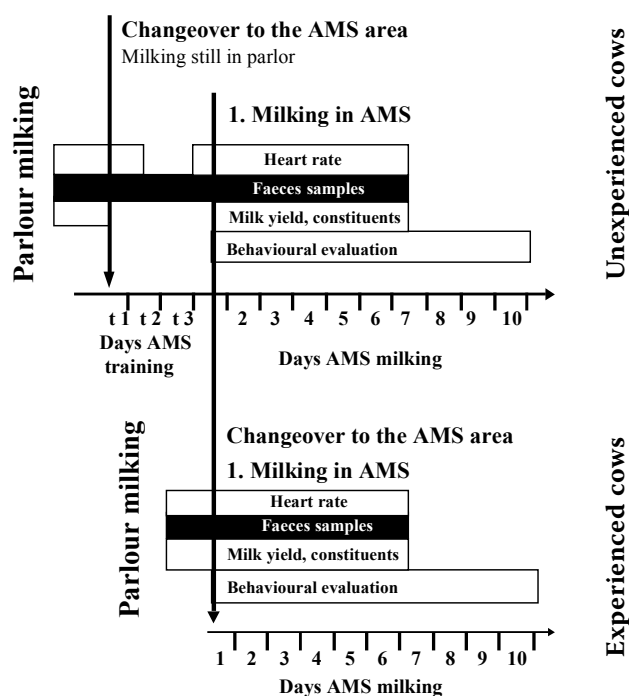 Changeover to the AMS area
Milking still in parlor
Parlour milking
Unexperienced cows
1. Milking in AMS
Heart rate
Faeces samples
Milk yield, constituents
Behavioural evaluation
t 1 t 2 t 3 2 3 4 5 6 7 8 9 10
Days AMS
training
Days AMS milking
Parlour milking
Experienced cows
Changeover to the AMS area
1. Milking in AMS
Heart rate
Faeces samples
Milk yield, constituents
Behavioural evaluation
1 2 3 4 5 6 7 8 9 10
Days AMS milking